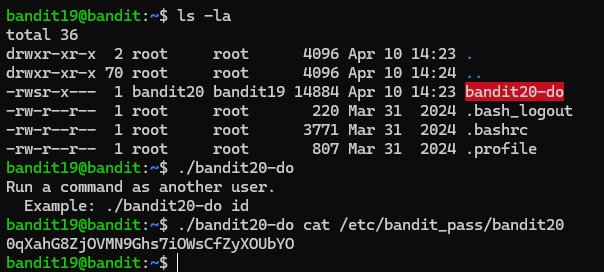 bandit19@bandit:~$ ls -la
total 36
drwxr-xr-x  2 root     root      4096 Apr 10 14:23 .
drwxr-xr-x 70 root     root      4096 Apr 10 14:24 ..
-rwsr-x---  1 bandit20 bandit19 14884 Apr 10 14:23 bandit20-do
-rw-r--r--  1 root     root       220 Mar 31  2024 .bash_logout
-rw-r--r--  1 root     root      3771 Mar 31  2024 .bashrc
-rw-r--r--  1 root     root       807 Mar 31  2024 .profile
bandit19@bandit:~$ ./bandit20-do
Run a command as another user.
  Example: ./bandit20-do id
bandit19@bandit:~$ ./bandit20-do cat /etc/bandit_pass/bandit20
0qXahG8ZjOVMN9Ghs7iOWsCfZyXOUbYO
bandit19@bandit:~$